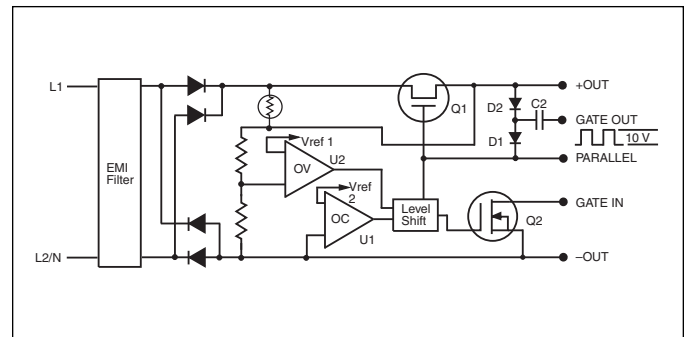 L1
EMI
Filter
L2/N
Vref 1
OV
U2
Vref
2
OC
U1
Level
Shift
Q1
D2
C2
D1
Q2
+OUT
GATE OUT
10 V
PARALLEL
GATE IN
–OUT